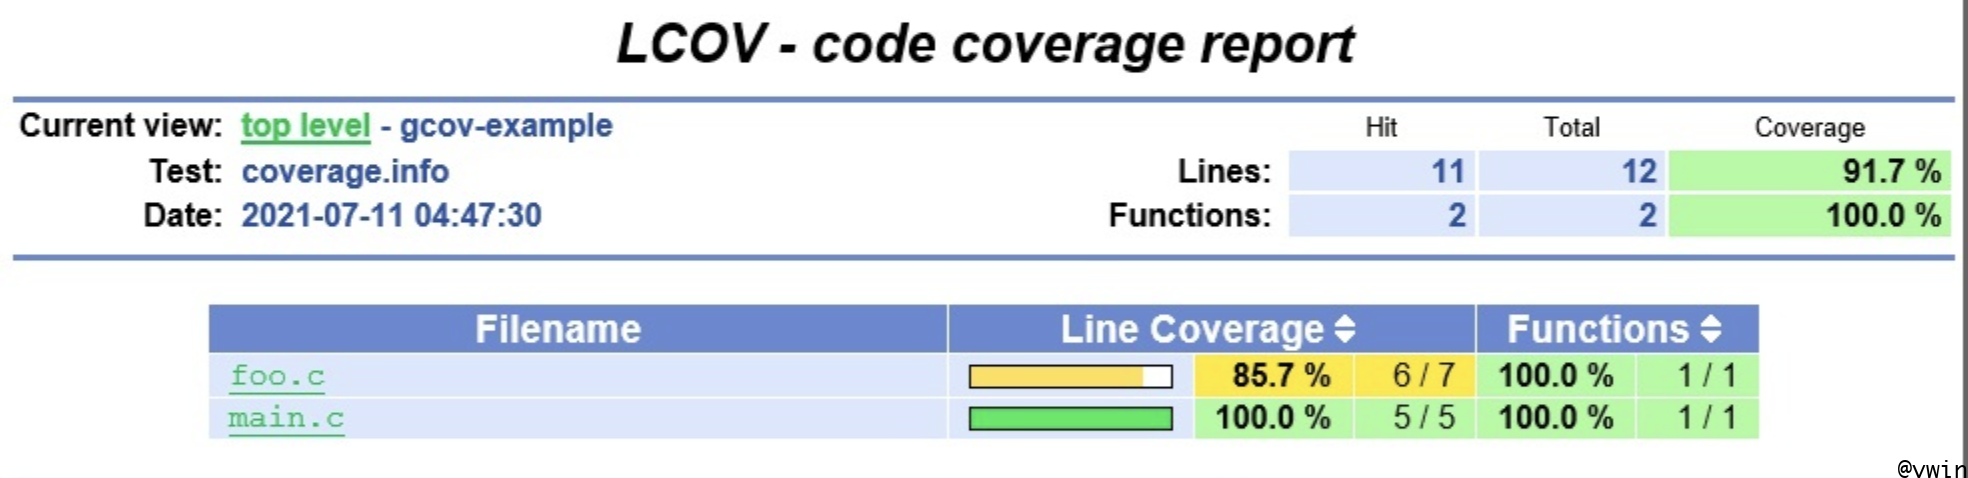 LCOV - code coverage report
Current view: top level - gcov-example Hit Total Coverage
Test: coverage.info Lines: 11 12 91.7 %
Date: 2021-07-11 04:47:30 Functions: 2 2 100.0 %
Filename Line Coverage Functions
foo.c 85.7 % 6 / 7 100.0 % 1 / 1
main.c 100.0 % 5 / 5 100.0 % 1 / 1
@vwin